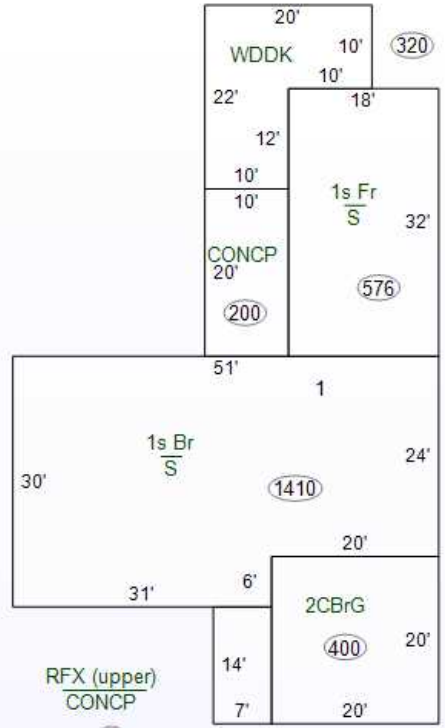 20'
WDDK
10'
320
10'
18'
22'
12'
10'
10'
1s Fr
S
32'
CONCP
20'
576
200
51'
1
1s Br
S
24'
30'
1410
20'
6'
31'
2CBrG
14'
400
20'
RFX (upper)
CONCP
7'
20'